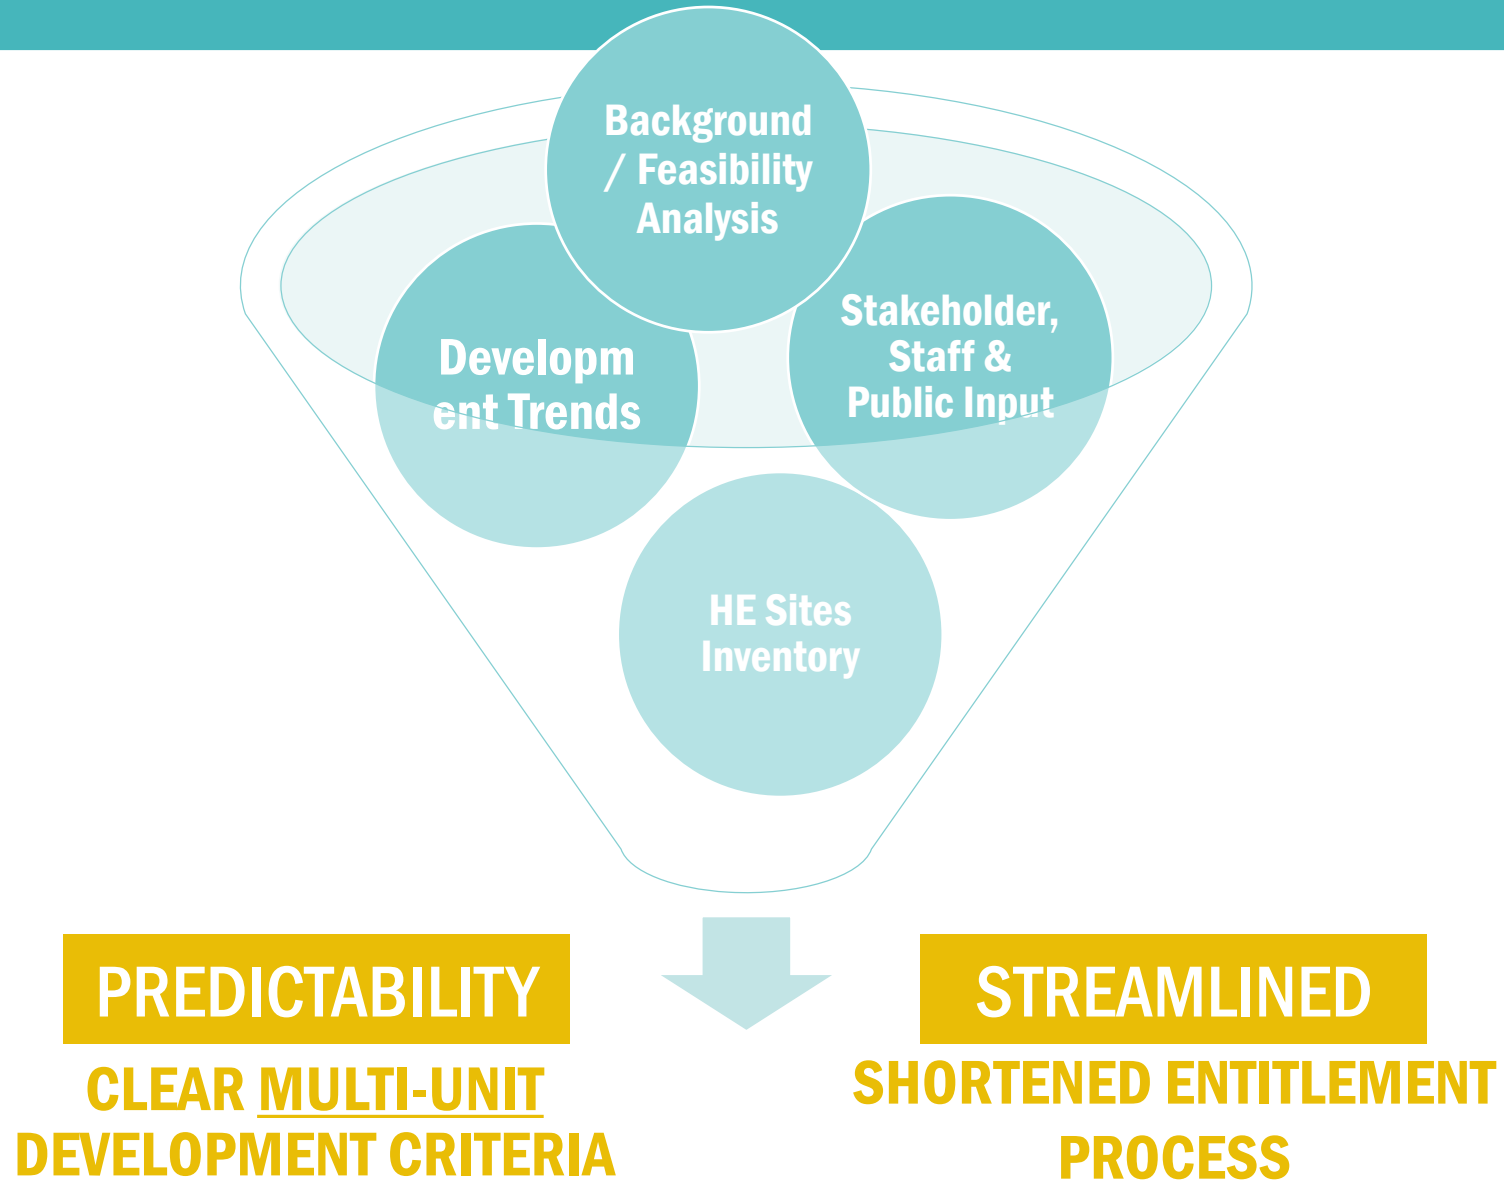 Background
/ Feasibility
Analysis
Stakeholder,
Staff &
Public Input
Developm
ent Trends
HE Sites
Inventory
PREDICTABILITY
CLEAR MULTI-UNIT
DEVELOPMENT CRITERIA
STREAMLINED
SHORTENED ENTITLEMENT
PROCESS